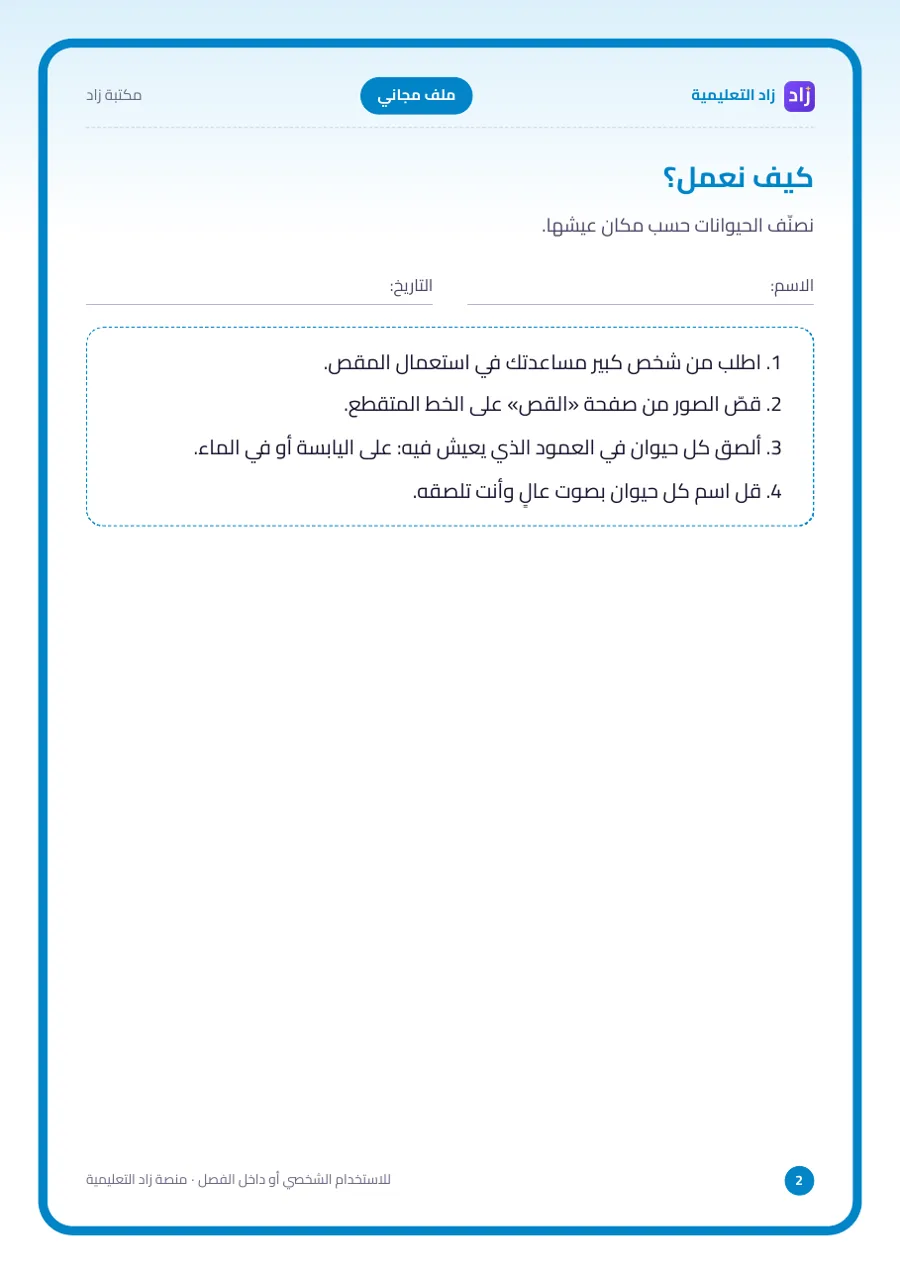 زاد
زاد التعليمية
ملف مجاني
مكتبة زاد
كيف نعمل؟
نصنّف الحيوانات حسب مكان عيشها.
الاسم:
التاريخ:
1. اطلب من شخص كبير مساعدتك في استعمال المقص.
2. قصّ الصور من صفحة «القص» على الخط المتقطع.
3. ألصق كل حيوان في العمود الذي يعيش فيه: على اليابسة أو في الماء.
4. قل اسم كل حيوان بصوت عالٍ وأنت تلصقه.
2
للاستخدام الشخصي أو داخل الفصل · منصة زاد التعليمية